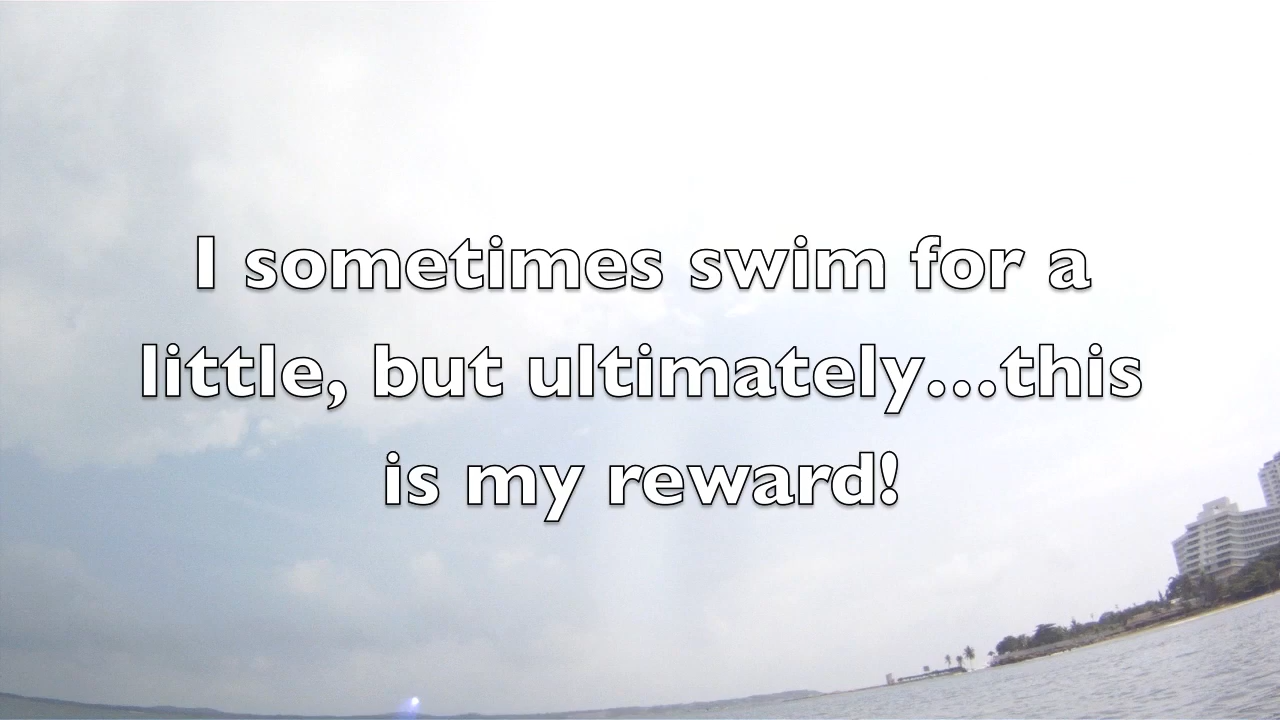 I sometimes swim for a
little, but ultimately...this
is my reward!